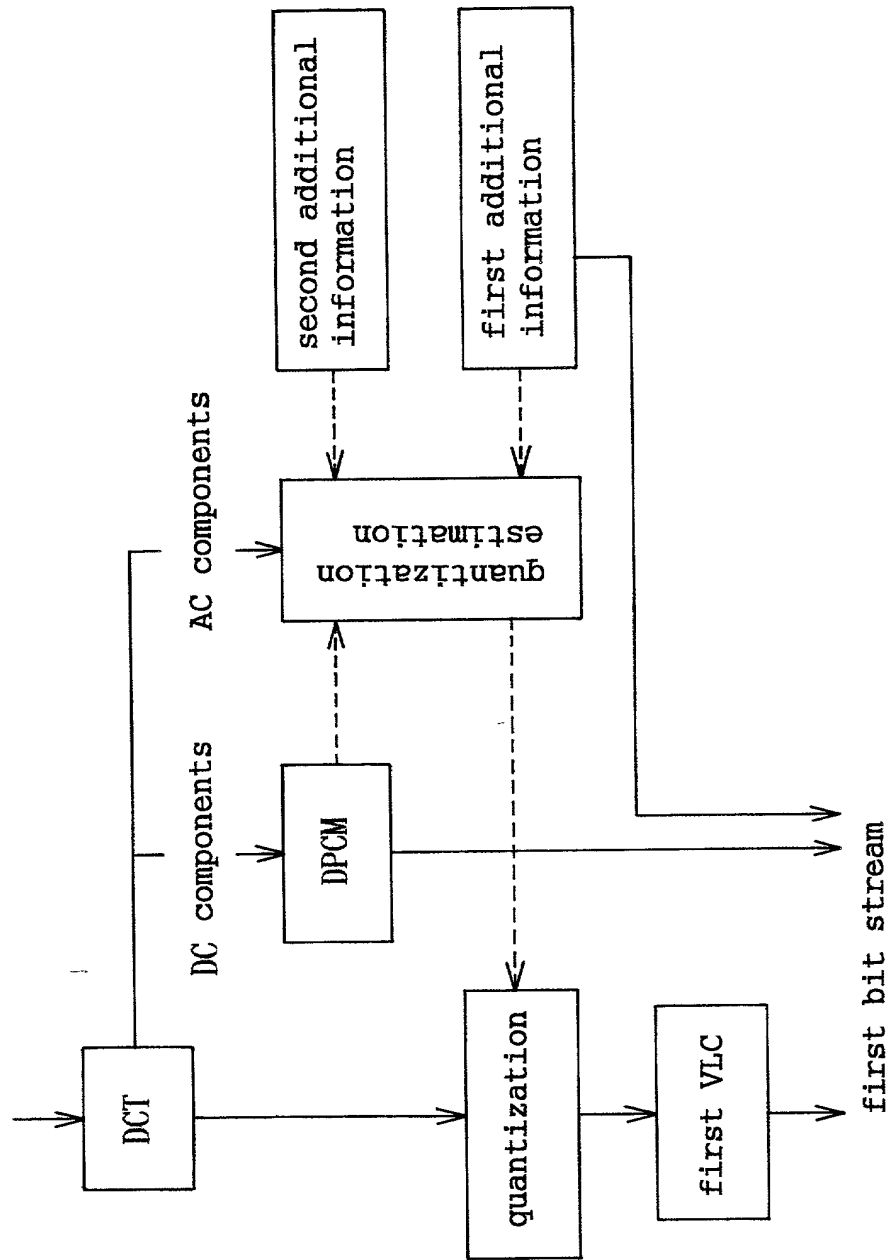 DCT
DC components
AC components
DPCM
quantization
estimation
second additional
information
first additional
information
quantization
first VLC
first bit stream